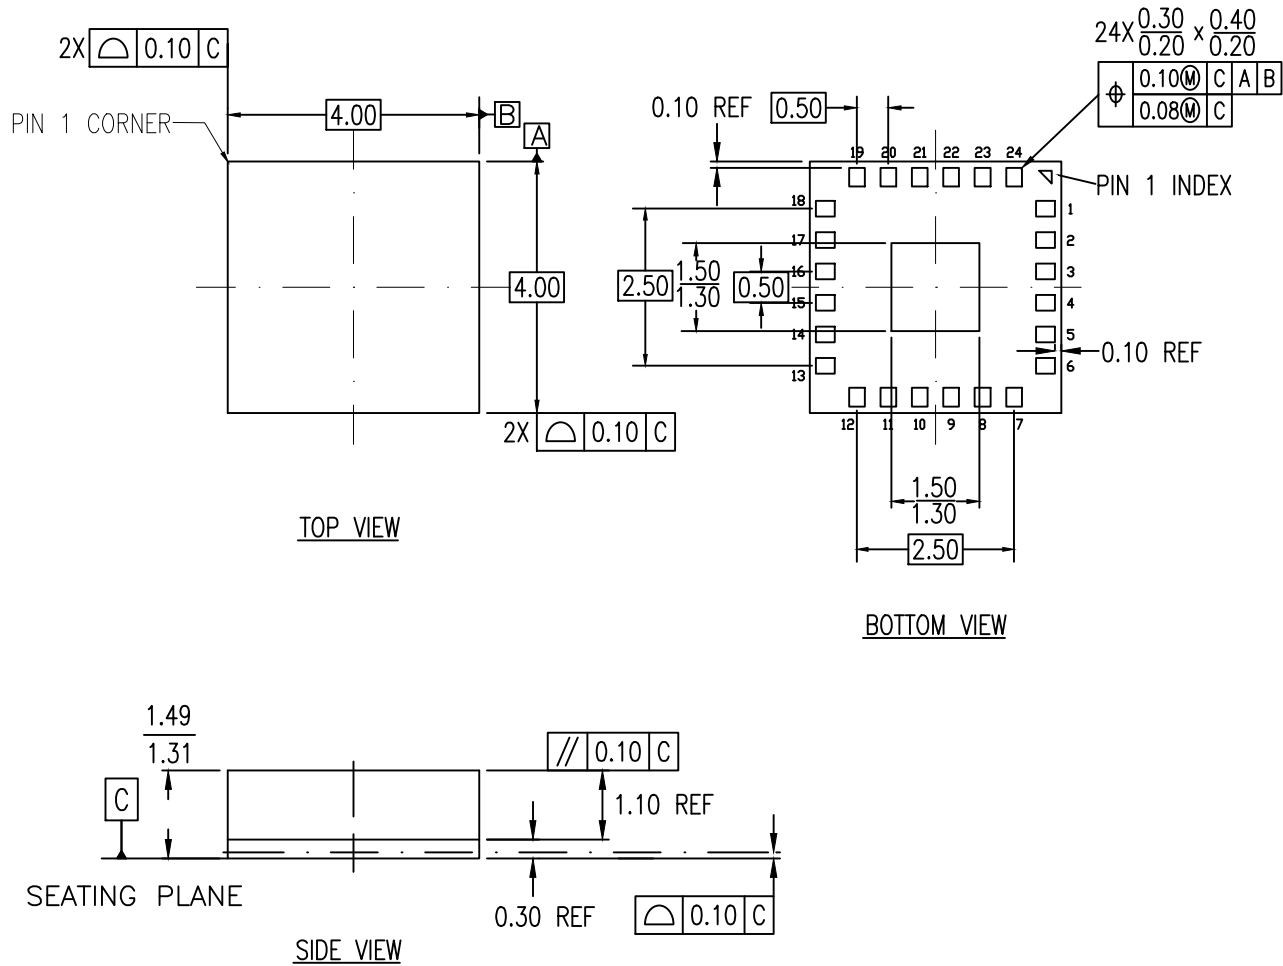 2X 0.10 C
4.00
B
A
PIN 1 CORNER
4.00
2X 0.10 C
TOP VIEW
24X 0.30 x 0.40
0.20 0.20
0.10Ⓜ C A B
0.08Ⓜ C
0.10 REF
0.50
19 20 21 22 23 24
PIN 1 INDEX
18
17
16
15
14
13
1
2
3
4
5
6
2.50
1.50
1.30
0.50
0.10 REF
12 11 10 9 8 7
1.50
1.30
2.50
BOTTOM VIEW
1.49
1.31
// 0.10 C
C
1.10 REF
SEATING PLANE
0.30 REF
0.10 C
SIDE VIEW